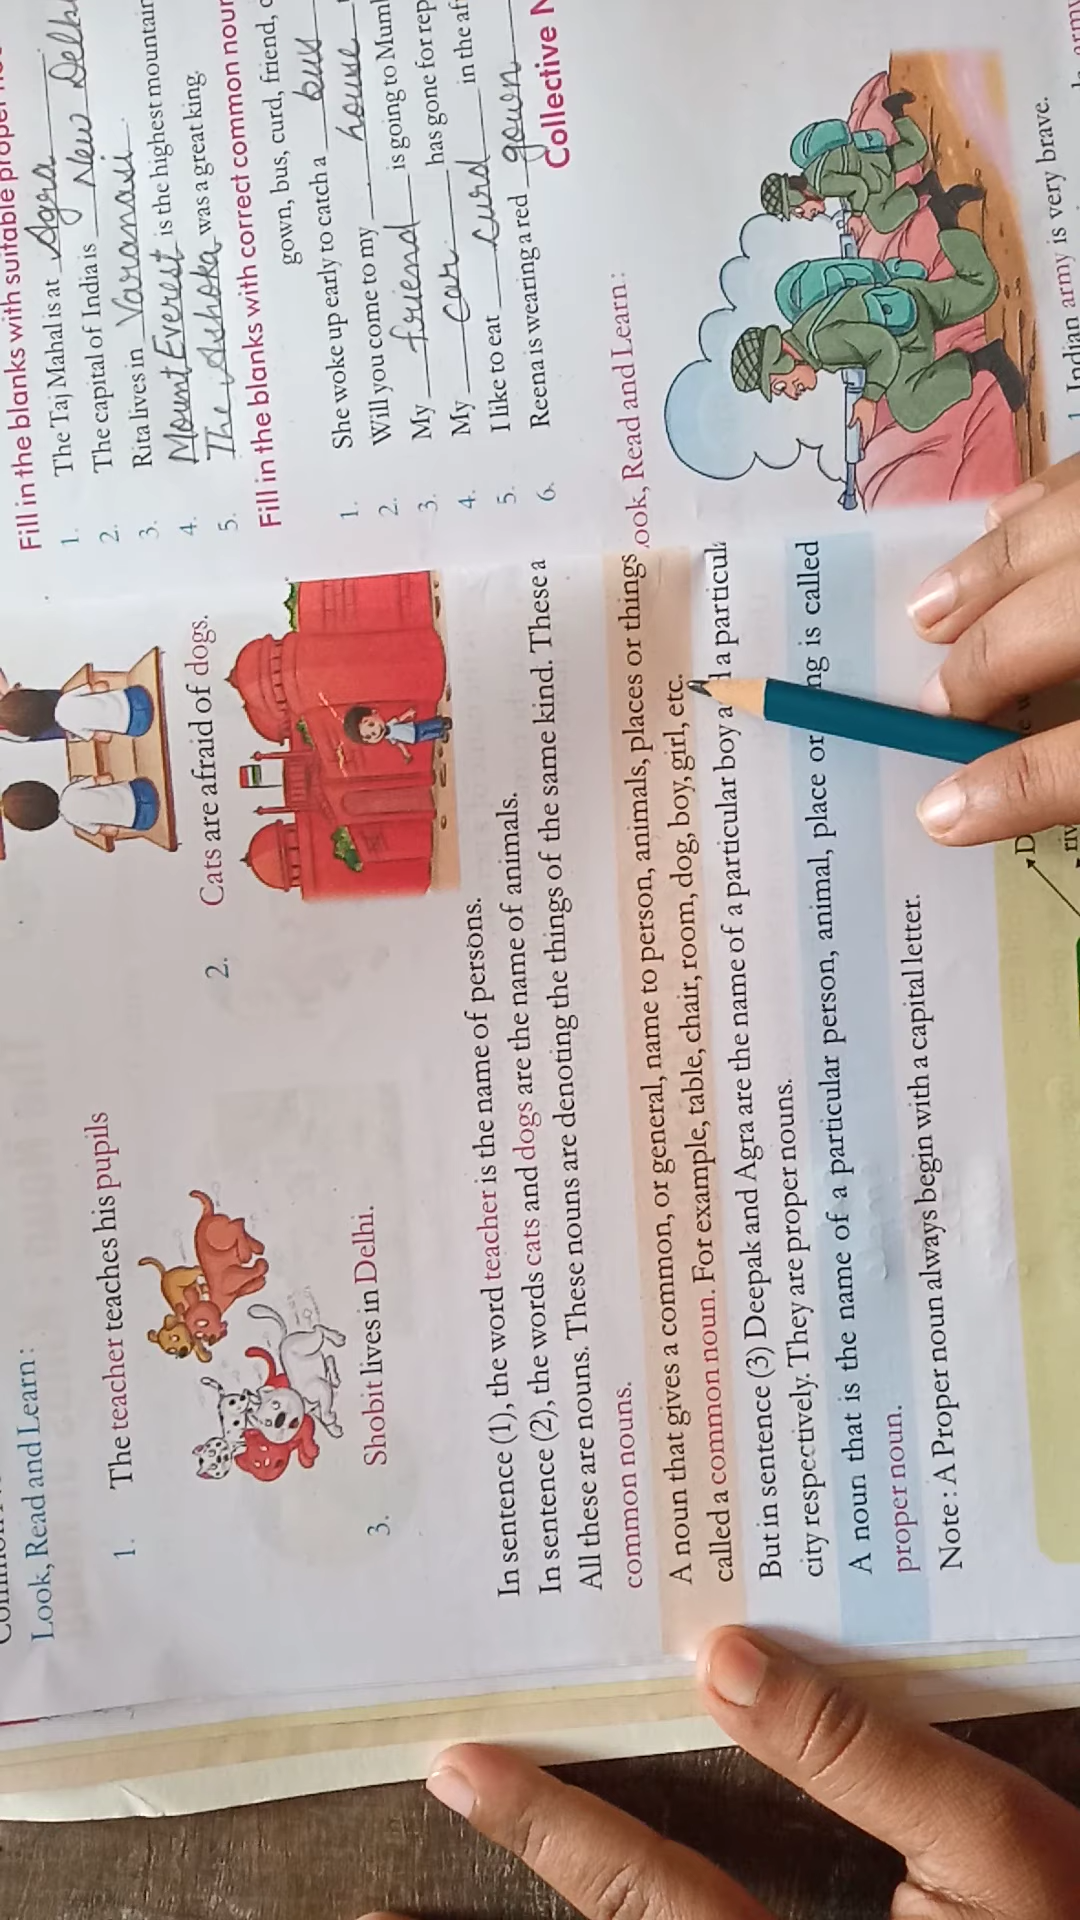 Look, Read and Learn :
1. The teacher teaches his pupils
2. Cats are afraid of dogs.
3. Shobit lives in Delhi.
In sentence (1), the word teacher is the name of persons.
In sentence (2), the words cats and dogs are the name of animals.
All these are nouns. These nouns are denoting the things of the same kind. These a
common nouns.
A noun that gives a common, or general, name to person, animals, places or things
called a common noun. For example, table, chair, room, dog, boy, girl, etc.
But in sentence (3) Deepak and Agra are the name of a particular boy a d a particul
city respectively. They are proper nouns.
A noun that is the name of a particular person, animal, place or ng is called
proper noun.
Note : A Proper noun always begin with a capital letter.
Fill in the blanks with suitable proper
1. The Taj Mahal is at Agra
2. The capital of India is New Delhi
3. Rita lives in Varanasi.
4. Mount Everest is the highest mountain
5. The Ashoka was a great king.
Fill in the blanks with correct common noun
gown, bus, curd, friend,
1. She woke up early to catch a bus
2. Will you come to my house
3. My friend is going to Mum
4. My car has gone for rep
5. I like to eat curd in the af
6. Reena is wearing a red gown
Collective N
ook, Read and Learn :
1. Indian army is very brave.
army